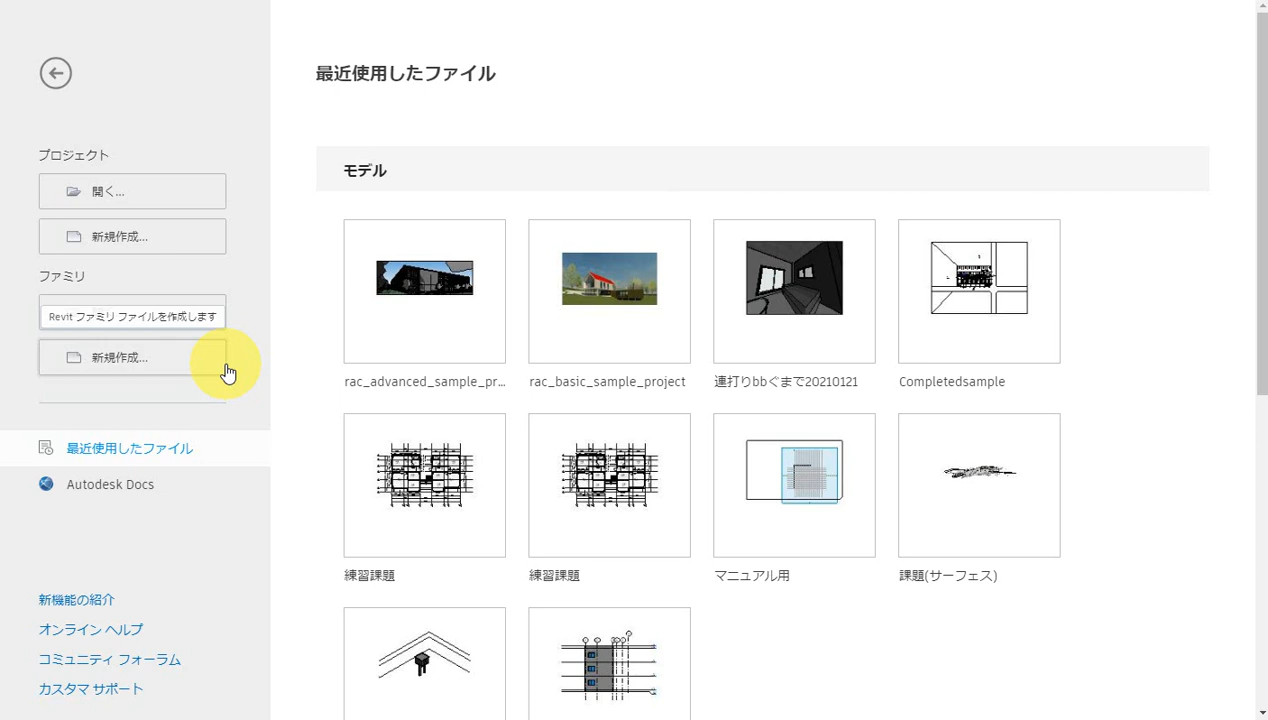 最近使用したファイル
プロジェクト
開く...
新規作成...
ファミリ
Revit ファミリ ファイルを作成します
新規作成...
最近使用したファイル
Autodesk Docs
新機能の紹介
オンライン ヘルプ
コミュニティ フォーラム
カスタマ サポート
モデル
rac_advanced_sample_pr...
rac_basic_sample_project
連打りbbぐまで20210121
Completedsample
練習課題
練習課題
マニュアル用
課題(サーフェス)